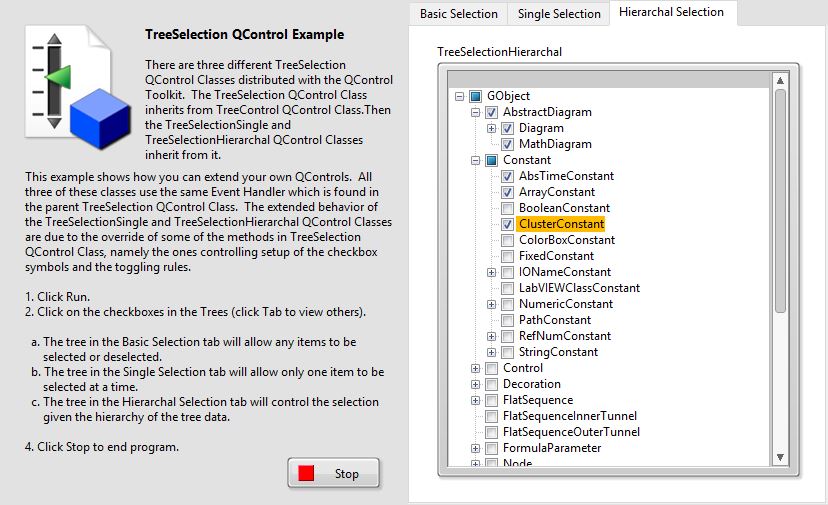 TreeSelection QControl Example
There are three different TreeSelection
QControl Classes distributed with the QControl
Toolkit.  The TreeSelection QControl Class
inherits from TreeControl QControl Class.Then
the TreeSelectionSingle and
TreeSelectionHierarchal QControl Classes
inherit from it.
This example shows how you can extend your own QControls.  All
three of these classes use the same Event Handler which is found in
the parent TreeSelection QControl Class.  The extended behavior of
the TreeSelectionSingle and TreeSelectionHierarchal QControl Classes
are due to the override of some of the methods in TreeSelection
QControl Class, namely the ones controlling setup of the checkbox
symbols and the toggling rules.
1. Click Run.
2. Click on the checkboxes in the Trees (click Tab to view others).
a. The tree in the Basic Selection tab will allow any items to be
selected or deselected.
b. The tree in the Single Selection tab will allow only one item to be
selected at a time.
c. The tree in the Hierarchal Selection tab will control the selection
given the hierarchy of the tree data.
4. Click Stop to end program.
Stop
Basic Selection
Single Selection
Hierarchal Selection
TreeSelectionHierarchal
GObject
AbstractDiagram
Diagram
MathDiagram
Constant
AbsTimeConstant
ArrayConstant
BooleanConstant
ClusterConstant
ColorBoxConstant
FixedConstant
IONameConstant
LabVIEWClassConstant
NumericConstant
PathConstant
RefNumConstant
StringConstant
Control
Decoration
FlatSequence
FlatSequenceInnerTunnel
FlatSequenceOuterTunnel
FormulaParameter
Node